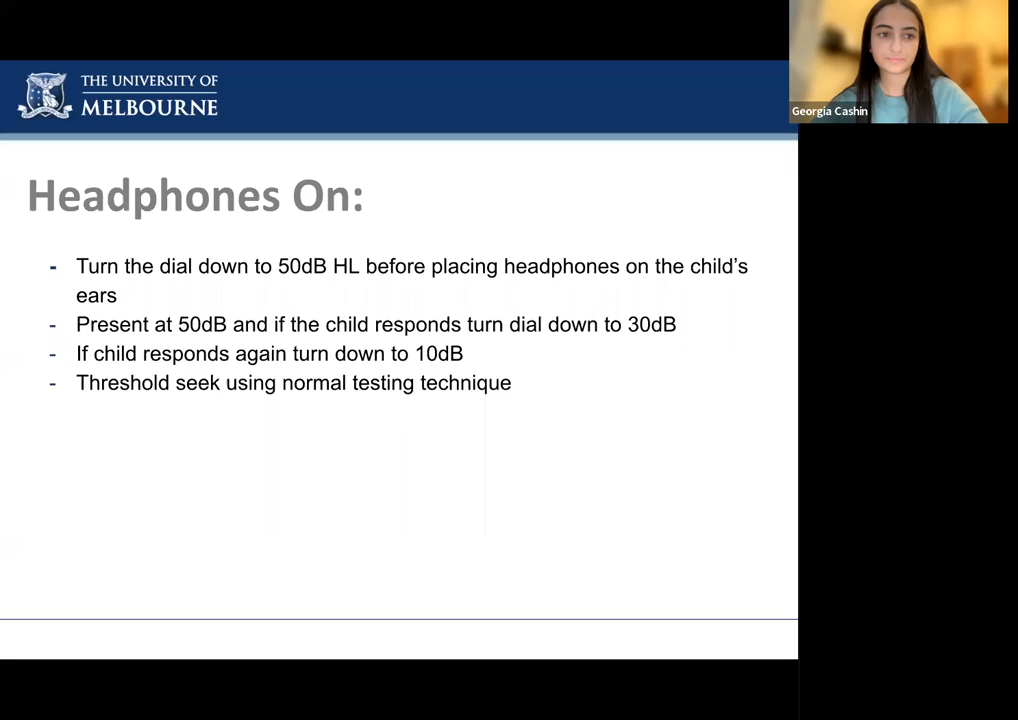 THE UNIVERSITY OF
MELBOURNE
Georgia Cashin
Headphones On:
- Turn the dial down to 50dB HL before placing headphones on the child’s
ears
- Present at 50dB and if the child responds turn dial down to 30dB
- If child responds again turn down to 10dB
- Threshold seek using normal testing technique